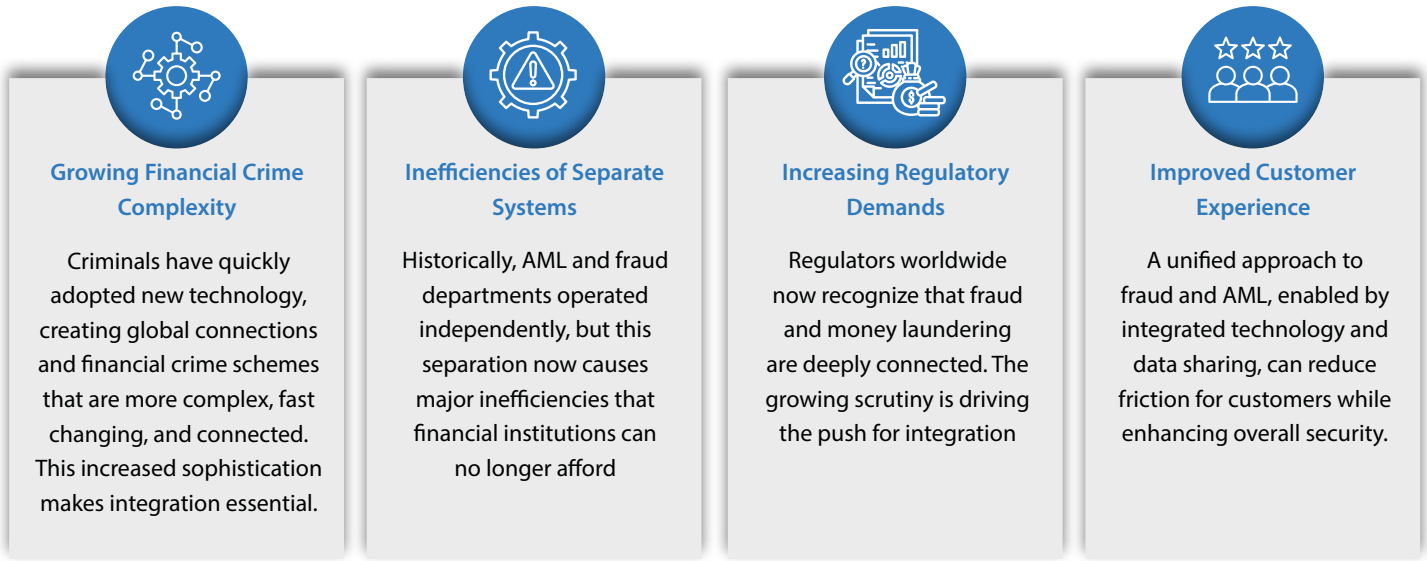 Growing Financial Crime
Complexity
Criminals have quickly
adopted new technology,
creating global connections
and financial crime schemes
that are more complex, fast
changing, and connected.
This increased sophistication
makes integration essential.
Inefficiencies of Separate
Systems
Historically, AML and fraud
departments operated
independently, but this
separation now causes
major inefficiencies that
financial institutions can
no longer afford
Increasing Regulatory
Demands
Regulators worldwide
now recognize that fraud
and money laundering
are deeply connected. The
growing scrutiny is driving
the push for integration
Improved Customer
Experience
A unified approach to
fraud and AML, enabled by
integrated technology and
data sharing, can reduce
friction for customers while
enhancing overall security.